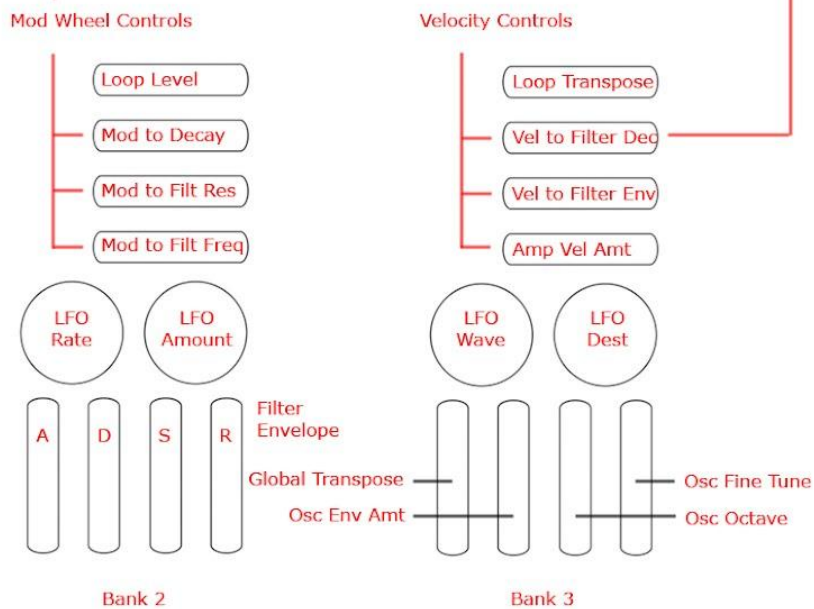 Mod Wheel Controls
Loop Level
Mod to Decay
Mod to Filt Res
Mod to Filt Freq
LFO
Rate
LFO
Amount
A D S R
Filter
Envelope
Bank 2
Velocity Controls
Loop Transpose
Vel to Filter Dec
Vel to Filter Env
Amp Vel Amt
LFO
Wave
LFO
Dest
Global Transpose
Osc Env Amt
Osc Fine Tune
Osc Octave
Bank 3